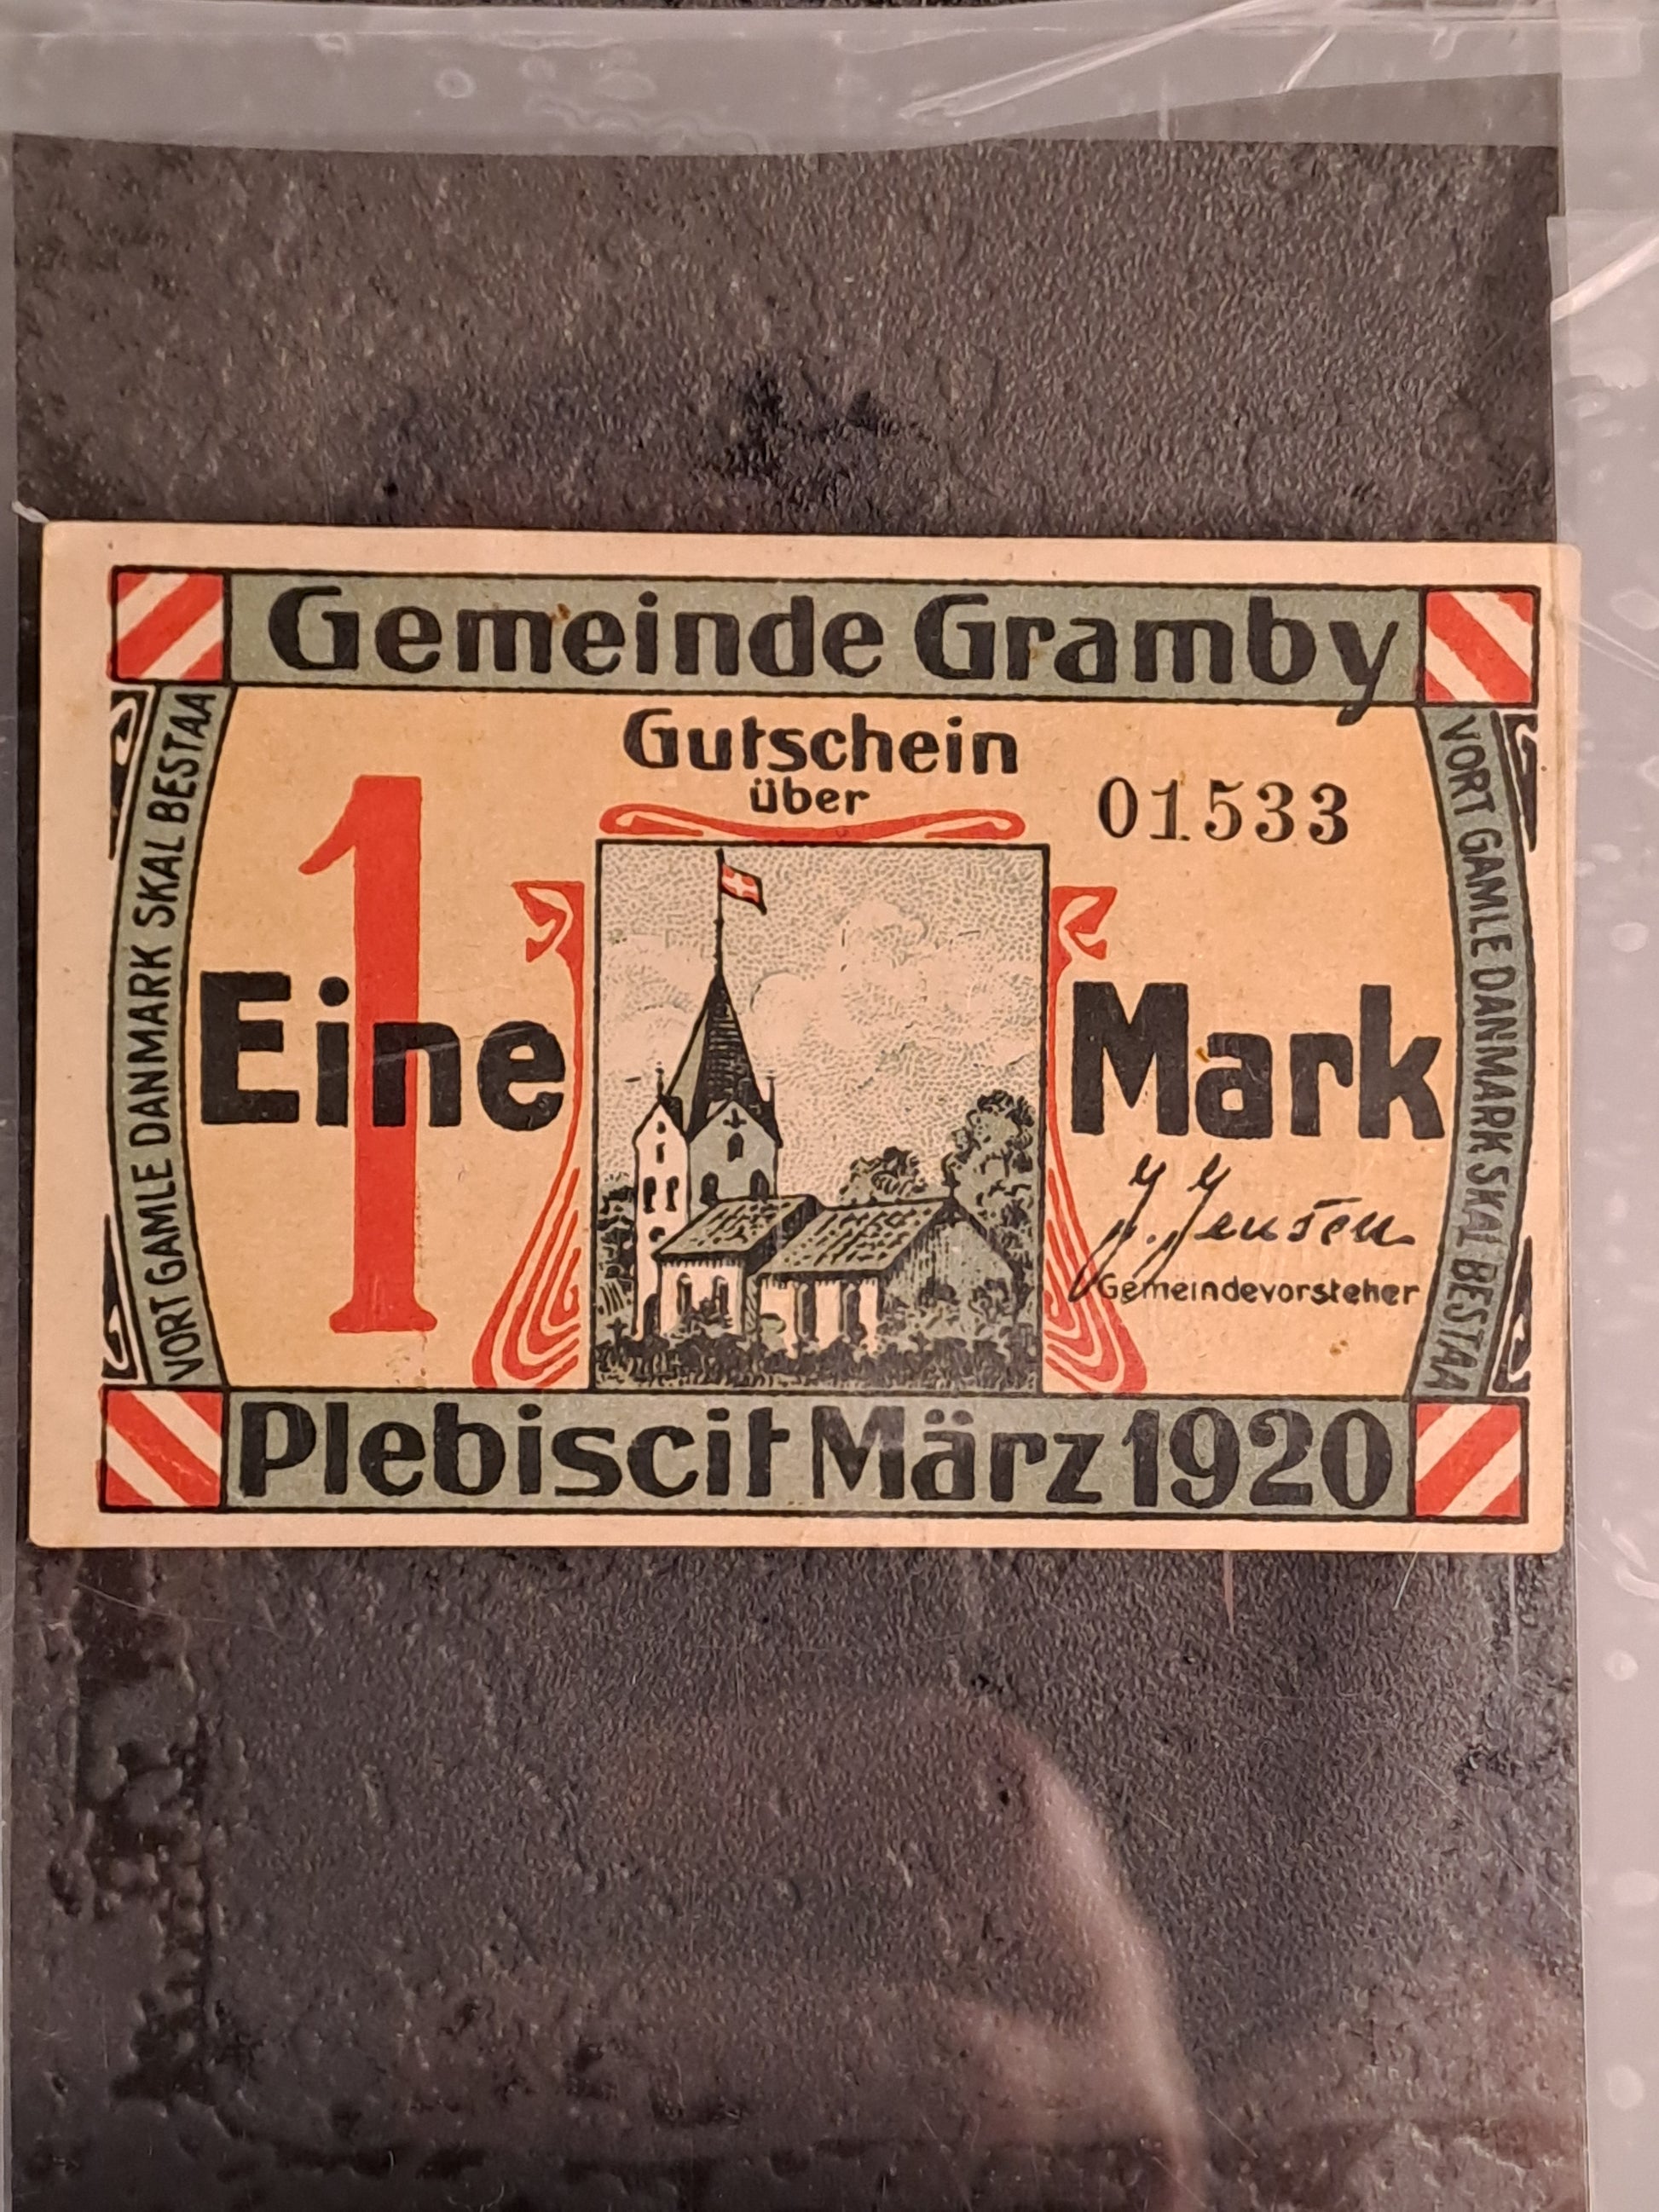 Gemeinde Gramby
Gutschein
über
01533
1
Eine Mark
J. Jensen
Gemeindevorsteher
Plebiscit März 1920
VORT GAMLE DANMARK SKAL BESTAA
VORT GAMLE DANMARK SKAL BESTAA